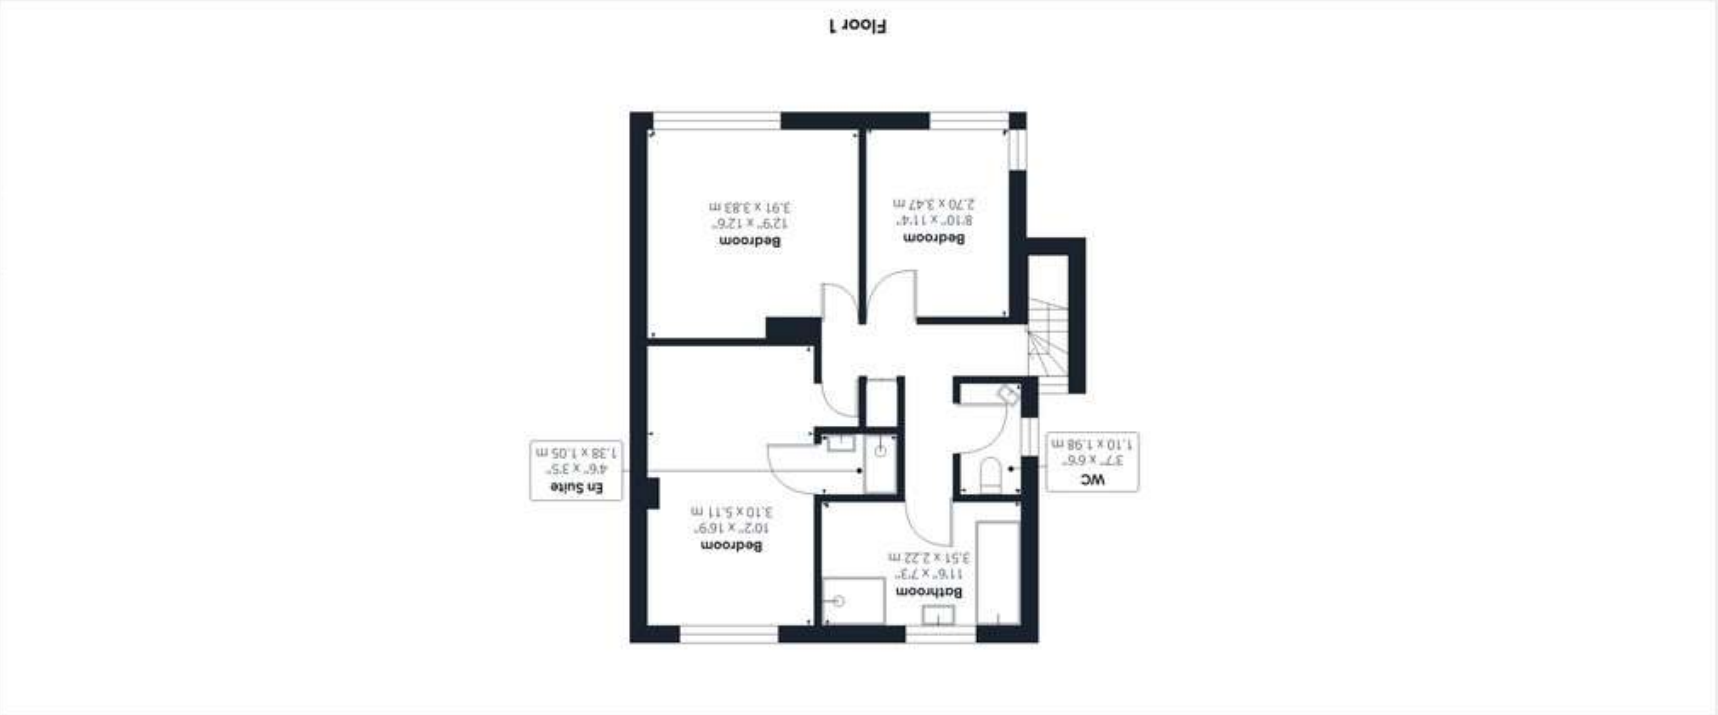 Bathroom
11'6" x 7'3"
3.51 x 2.22 m
Bedroom
10'2" x 16'9"
3.10 x 5.11 m
WC
3'7" x 6'6"
1.10 x 1.98 m
En Suite
4'6" x 3'5"
1.38 x 1.05 m
Bedroom
8'10" x 11'4"
2.70 x 3.47 m
Bedroom
12'9" x 12'6"
3.91 x 3.83 m
Floor 1